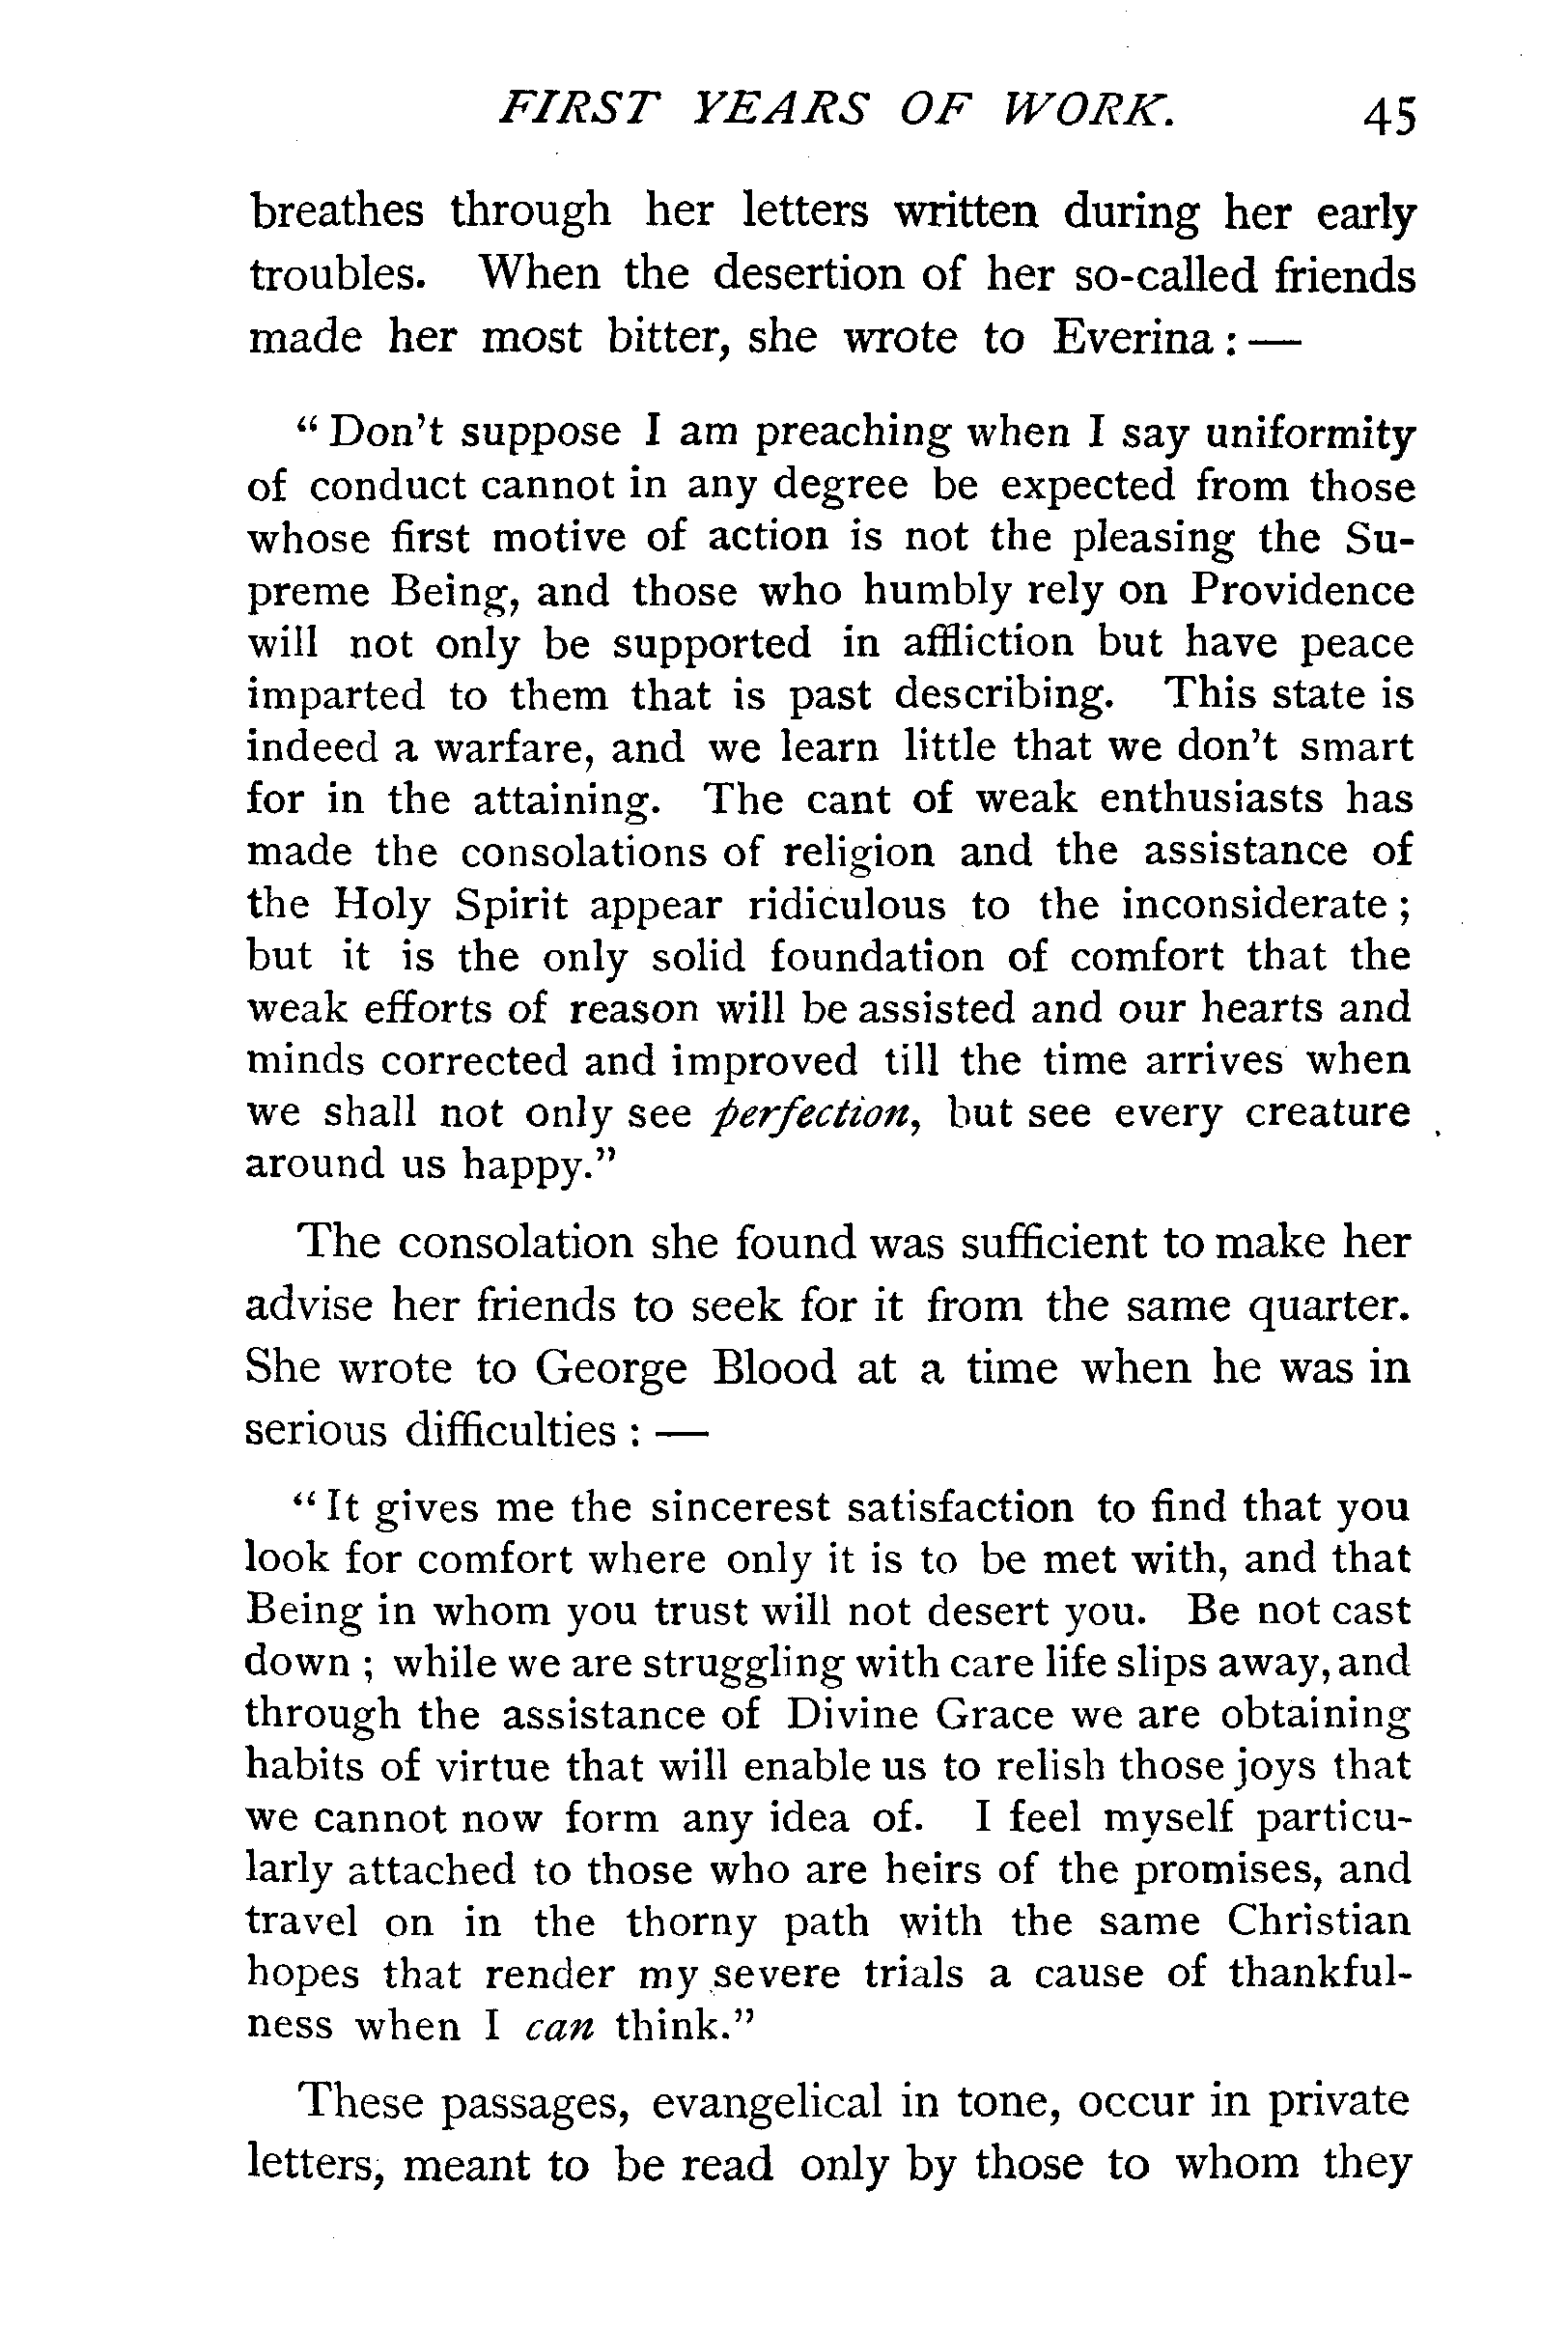 FIRST YEARS OF WORK. 45
breathes through her letters written during her early
troubles. When the desertion of her so-called friends
made her most bitter, she wrote to Everina : —
“ Don’t suppose I am preaching when I say uniformity
of conduct cannot in any degree be expected from those
whose first motive of action is not the pleasing the Su-
preme Being, and those who humbly rely on Providence
will not only be supported in affliction but have peace
imparted to them that is past describing. This state is
indeed a warfare, and we learn little that we don’t smart
for in the attaining. The cant of weak enthusiasts has
made the consolations of religion and the assistance of
the Holy Spirit appear ridiculous to the inconsiderate ;
but it is the only solid foundation of comfort that the
weak efforts of reason will be assisted and our hearts and
minds corrected and improved till the time arrives when
we shall not only see perfection, but see every creature
around us happy.”
The consolation she found was sufficient to make her
advise her friends to seek for it from the same quarter.
She wrote to George Blood at a time when he was in
serious difficulties : —
“ It gives me the sincerest satisfaction to find that you
look for comfort where only it is to be met with, and that
Being in whom you trust will not desert you. Be not cast
down ; while we are struggling with care life slips away, and
through the assistance of Divine Grace we are obtaining
habits of virtue that will enable us to relish those joys that
we cannot now form any idea of. I feel myself particu-
larly attached to those who are heirs of the promises, and
travel on in the thorny path with the same Christian
hopes that render my severe trials a cause of thankful-
ness when I can think.”
These passages, evangelical in tone, occur in private
letters, meant to be read only by those to whom they